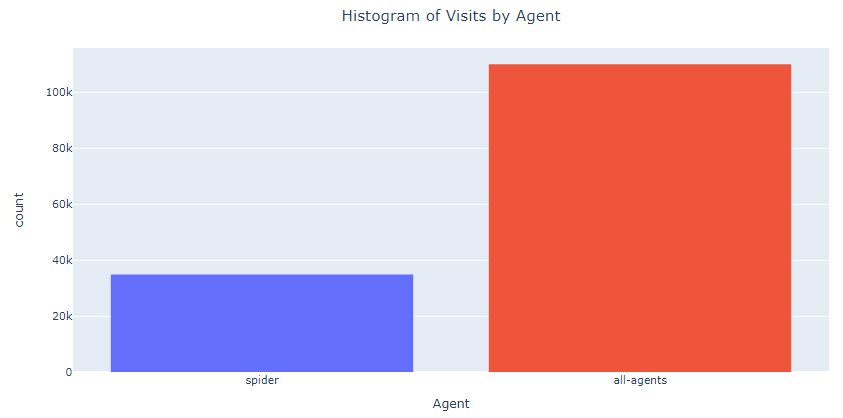 Histogram of Visits by Agent
count
100k
80k
60k
40k
20k
0
spider
all-agents
Agent